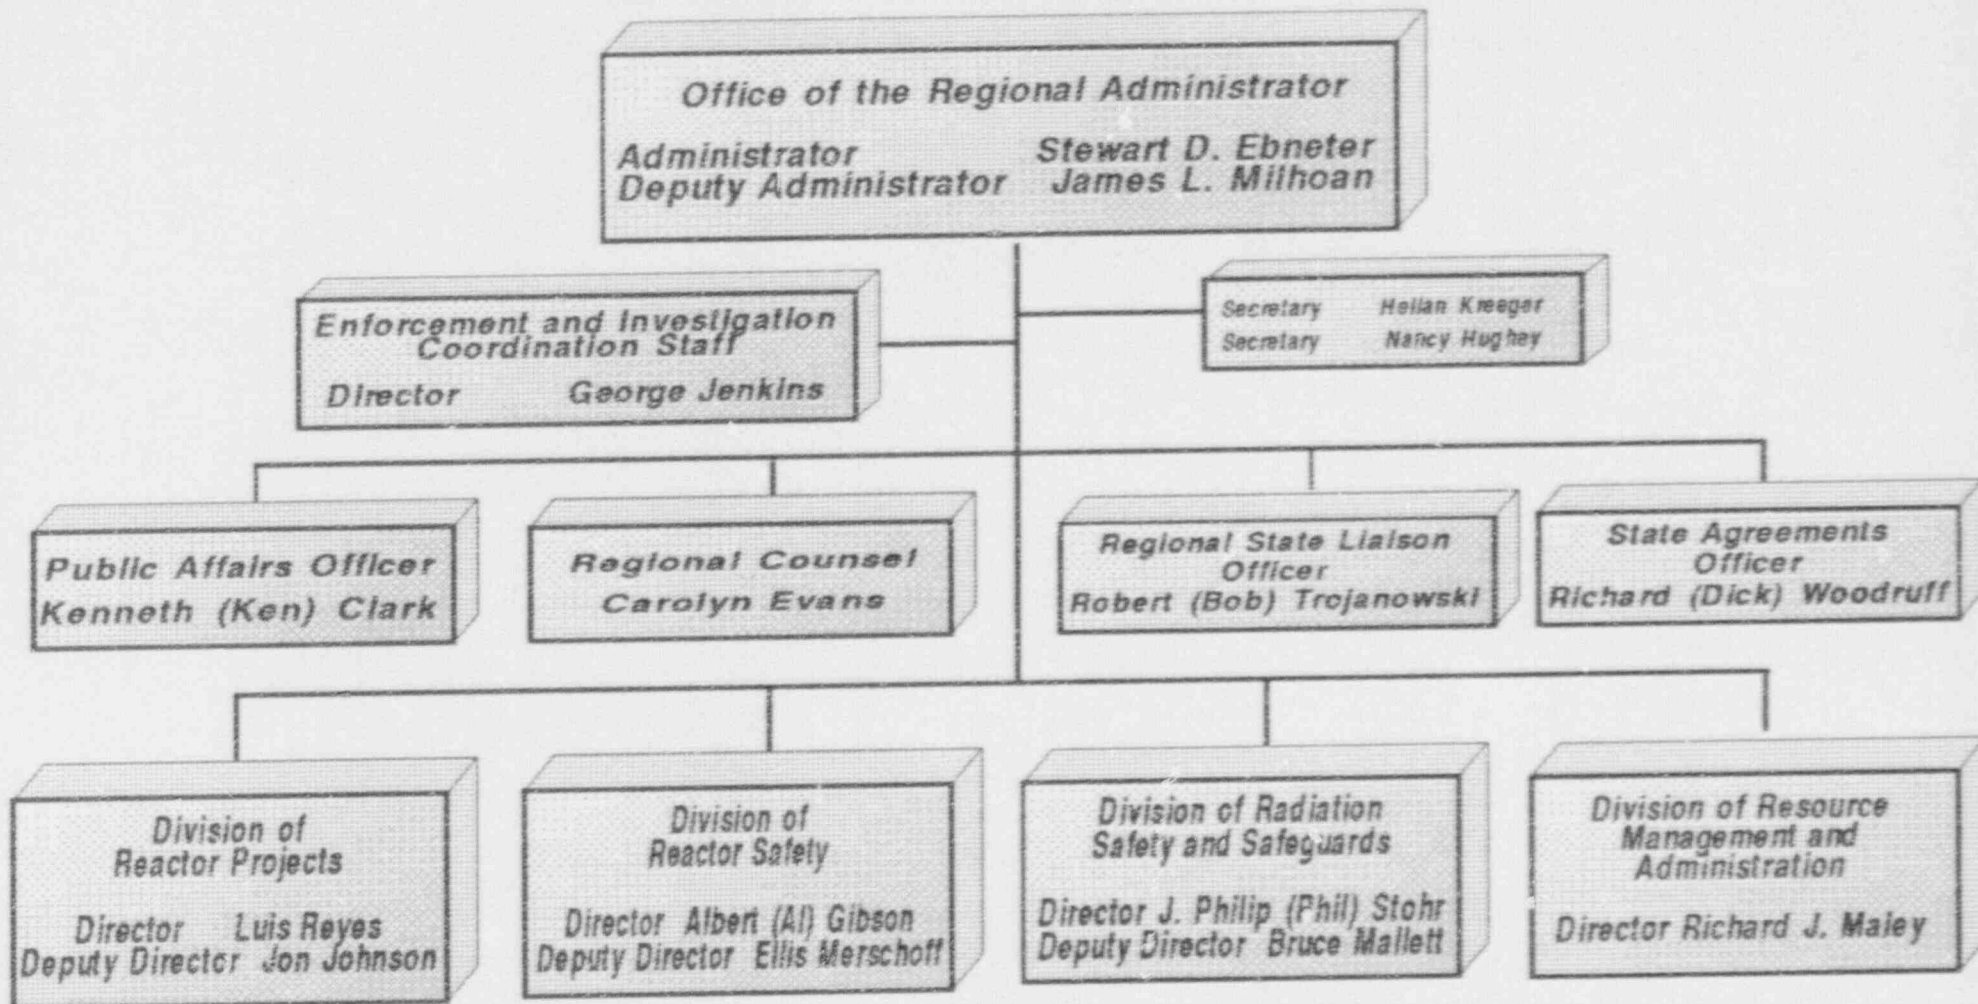 Office of the Regional Administrator
Administrator Stewart D. Ebneter
Deputy Administrator James L. Milhoan
Enforcement and Investigation
Coordination Staff
Director George Jenkins
Secretary Hellan Kreeger
Secretary Nancy Hughey
Public Affairs Officer
Kenneth (Ken) Clark
Regional Counsel
Carolyn Evans
Regional State Liaison
Officer
Robert (Bob) Trojanowski
State Agreements
Officer
Richard (Dick) Woodruff
Division of
Reactor Projects
Director Luis Reyes
Deputy Director Jon Johnson
Division of
Reactor Safety
Director Albert (Al) Gibson
Deputy Director Ellis Merschoff
Division of Radiation
Safety and Safeguards
Director J. Philip (Phil) Stohr
Deputy Director Bruce Mallett
Division of Resource
Management and
Administration
Director Richard J. Maley